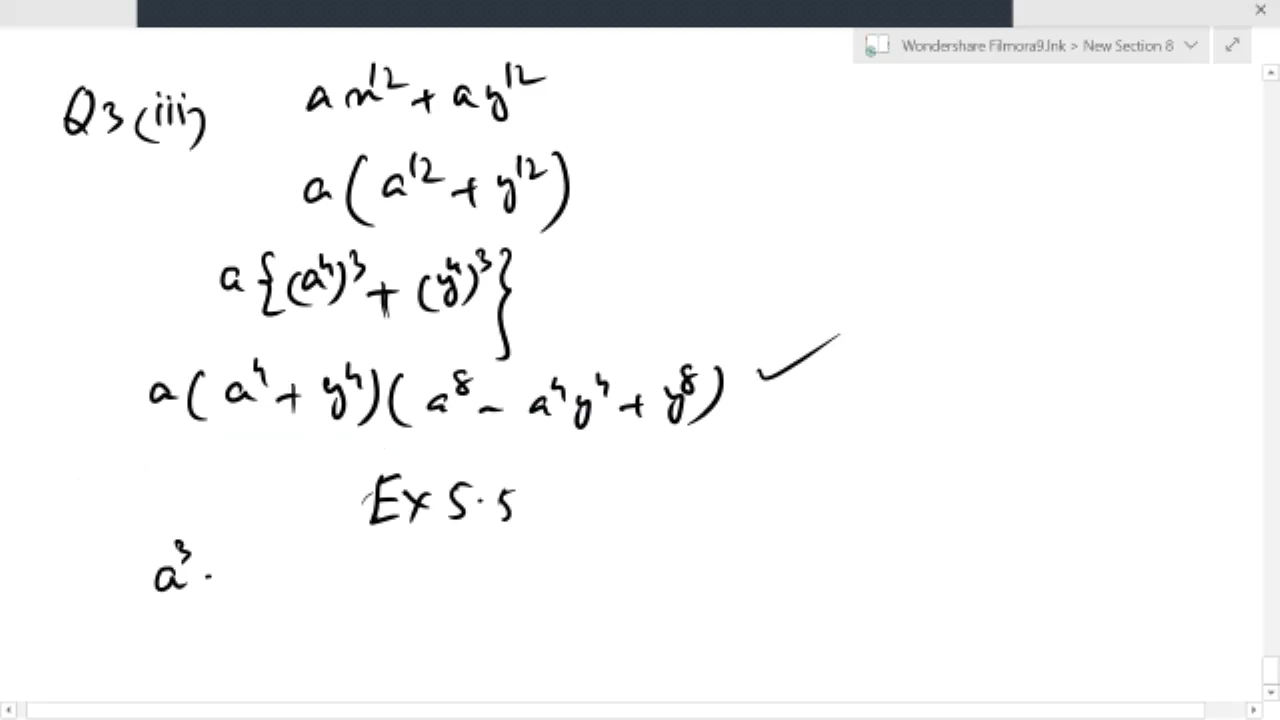 Wondershare Filmora9.lnk > New Section 8
Q3(iii) ax¹² + ay¹²
a(a¹² + y¹²)
a{(a⁴)³ + (y⁴)³}
a(a⁴ + y⁴)(a⁸ - a⁴y⁴ + y⁸) ✓
Ex 5.5
a³ .